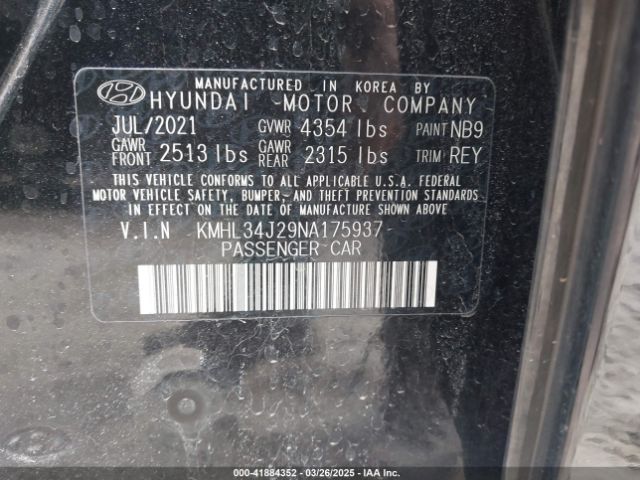 MANUFACTURED IN KOREA BY
HYUNDAI MOTOR COMPANY
JUL/2021 GVWR 4354 lbs PAINT NB9
GAWR FRONT 2513 lbs GAWR REAR 2315 lbs TRIM REY
THIS VEHICLE CONFORMS TO ALL APPLICABLE U.S.A. FEDERAL
MOTOR VEHICLE SAFETY, BUMPER, AND THEFT PREVENTION STANDARDS
IN EFFECT ON THE DATE OF MANUFACTURE SHOWN ABOVE
V.I.N KMHL34J29NA175937
PASSENGER CAR
000-41884352 | 03/26/2025 | IAA Inc.